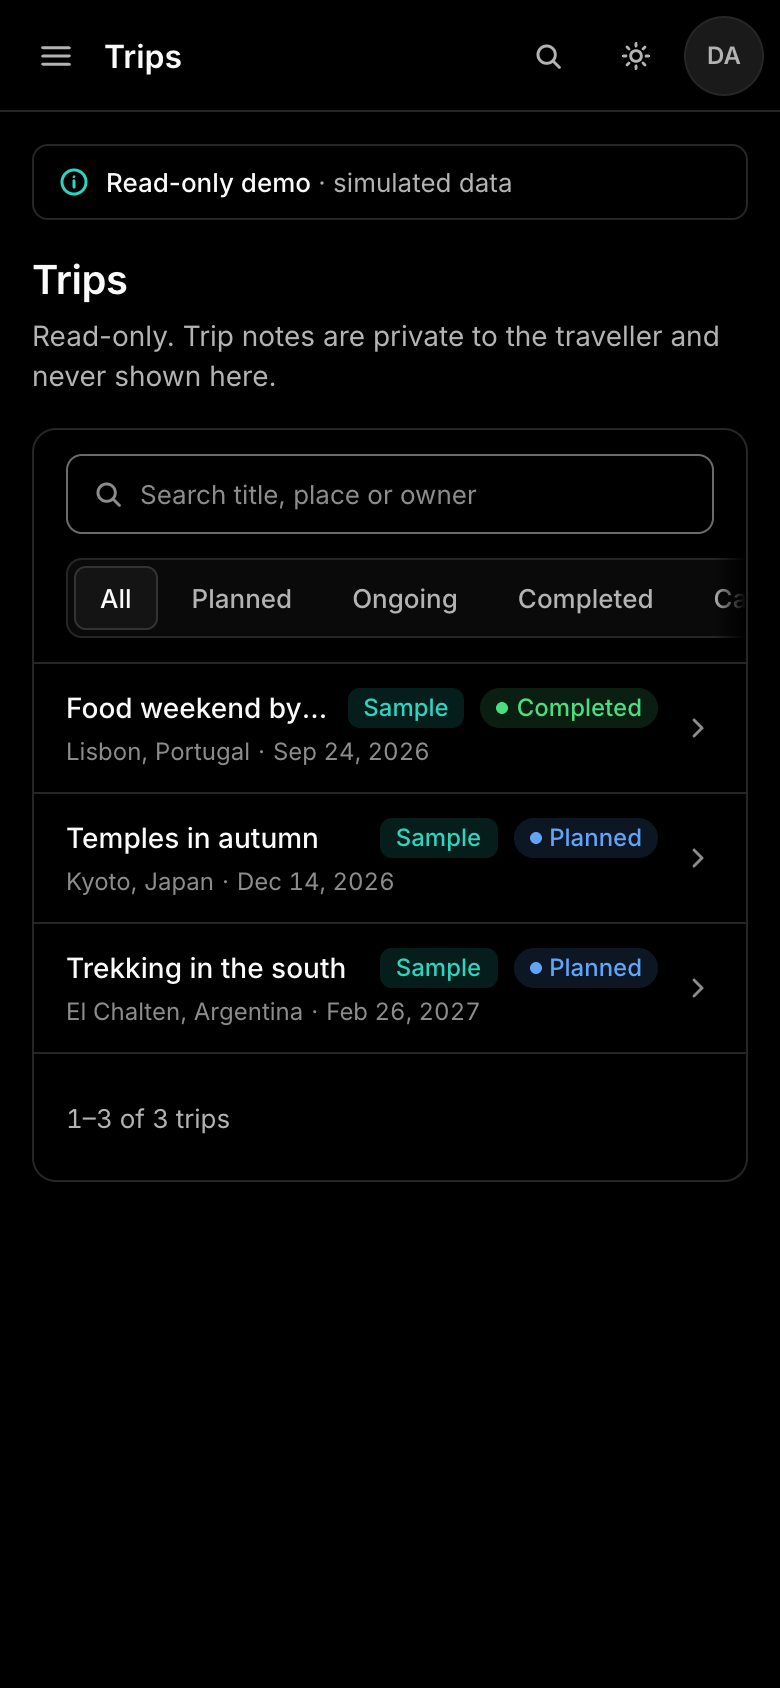 Trips
DA
Read-only demo · simulated data
Trips
Read-only. Trip notes are private to the traveller and
never shown here.
Search title, place or owner
All Planned Ongoing Completed Ca
Food weekend by... Sample Completed
Lisbon, Portugal · Sep 24, 2026
Temples in autumn Sample Planned
Kyoto, Japan · Dec 14, 2026
Trekking in the south Sample Planned
El Chalten, Argentina · Feb 26, 2027
1–3 of 3 trips